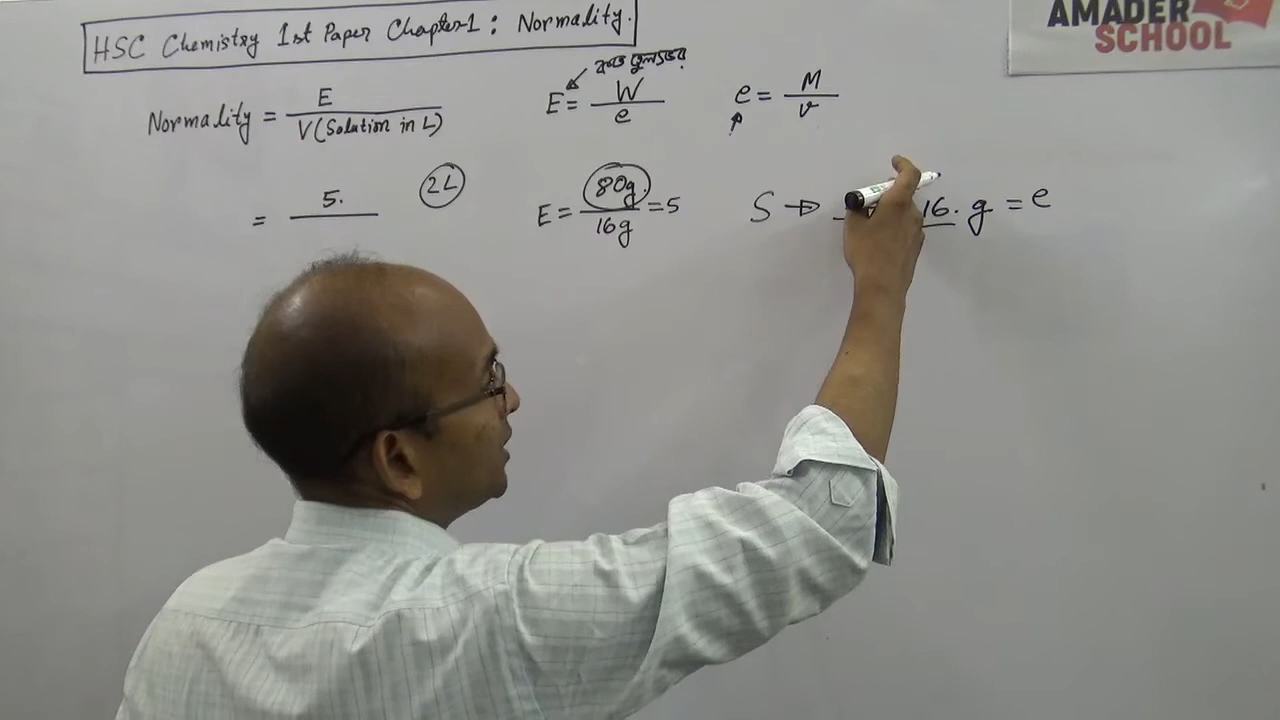 HSC Chemistry 1st Paper Chapter-1: Normality.
AMADER
SCHOOL
Normality = E / V(Solution in L)
E = W / e
e = M / v
= 5.
2L
E = 80g. / 16g = 5
S → 16. g = e